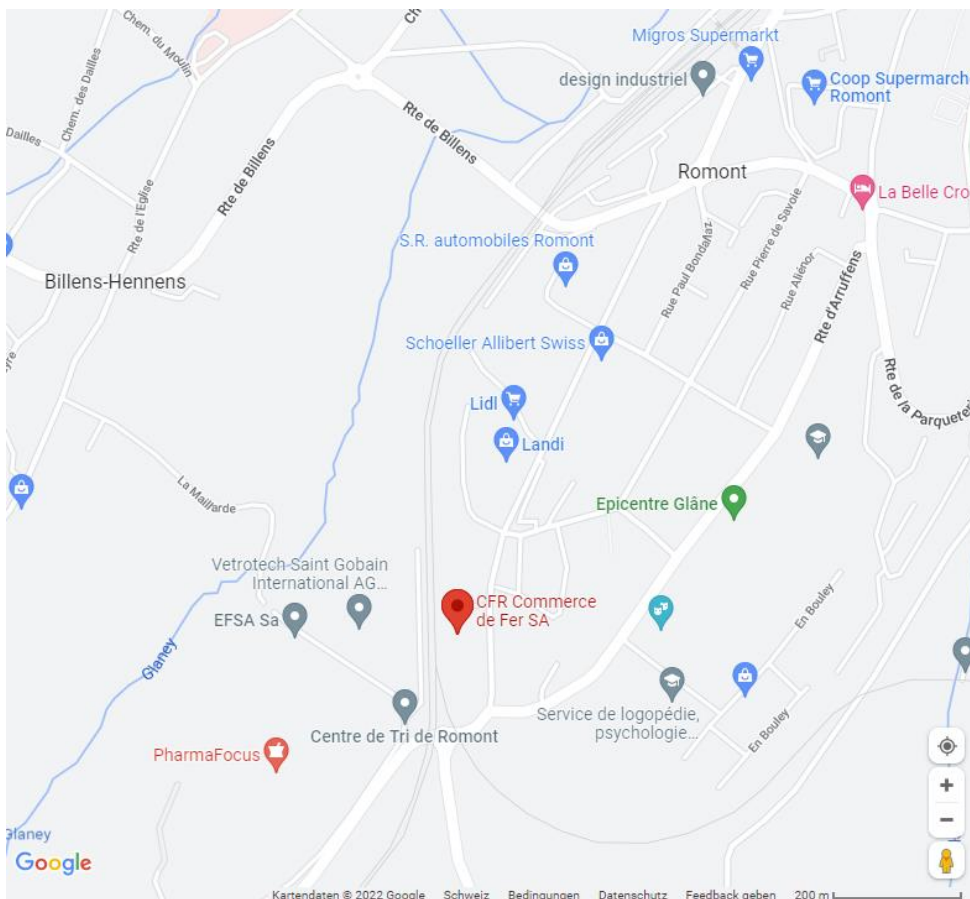 Chem. du Moulin
Chem. des Dailles
Dailles
Rte de l'Eglise
Rte de Billens
Rte de Billens
Ch
Migros Supermarkt
design industriel
Coop Supermarch
Romont
Romont
La Belle Cro
S.R. automobiles Romont
Billens-Hennens
Rue Paul Bondallaz
Rue Pierre de Savoie
Rue Aliénor
Rte d'Arruffens
Rte de la Parqueteri
Schoeller Allibert Swiss
Lidl
Landi
yre
La Maillarde
Epicentre Glâne
Vetrotech Saint Gobain
International AG...
EFSA Sa
CFR Commerce
de Fer SA
Glaney
En Bouley
Service de logopédie,
psychologie...
En Bouley
Centre de Tri de Romont
PharmaFocus
Glaney
Google
Kartendaten © 2022 Google Schweiz Bedingungen Datenschutz Feedback geben 200 m